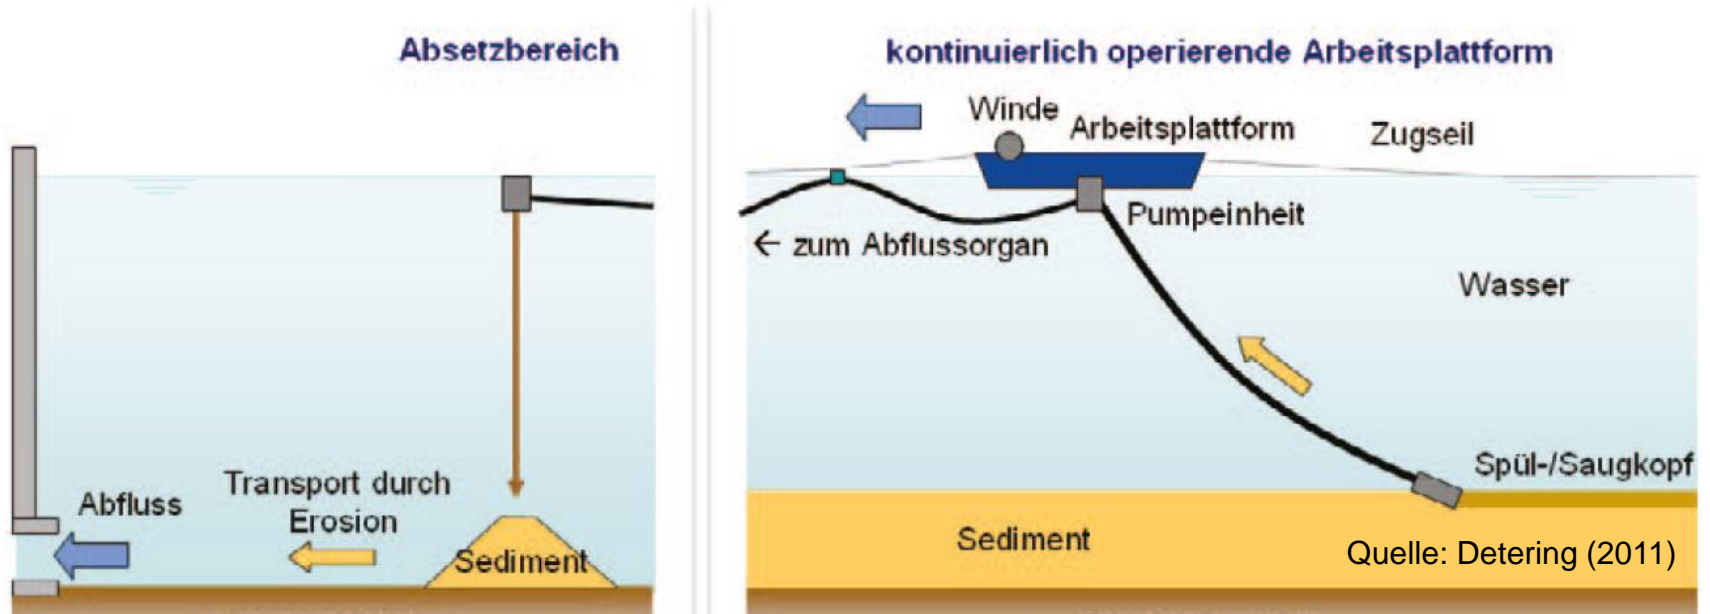 Absetzbereich
Abfluss
Transport durch
Erosion
Sediment
kontinuierlich operierende Arbeitsplattform
Winde
Arbeitsplattform
Zugseil
Pumpeinheit
← zum Abflussorgan
Wasser
Spül-/Saugkopf
Sediment
Quelle: Detering (2011)